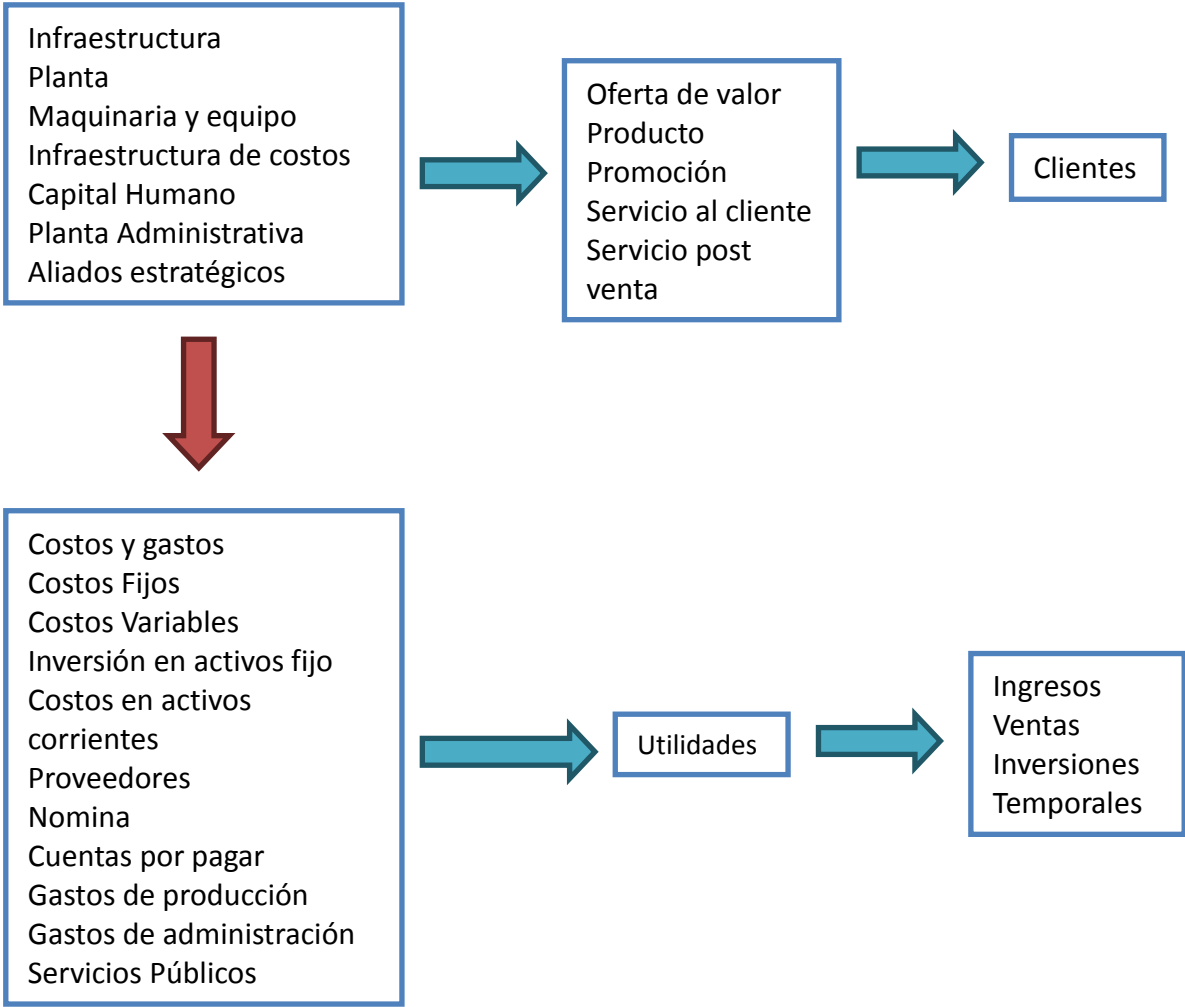 Infraestructura
Planta
Maquinaria y equipo
Infraestructura de costos
Capital Humano
Planta Administrativa
Aliados estratégicos
Oferta de valor
Producto
Promoción
Servicio al cliente
Servicio post
venta
Clientes
Costos y gastos
Costos Fijos
Costos Variables
Inversión en activos fijo
Costos en activos
corrientes
Proveedores
Nomina
Cuentas por pagar
Gastos de producción
Gastos de administración
Servicios Públicos
Utilidades
Ingresos
Ventas
Inversiones
Temporales